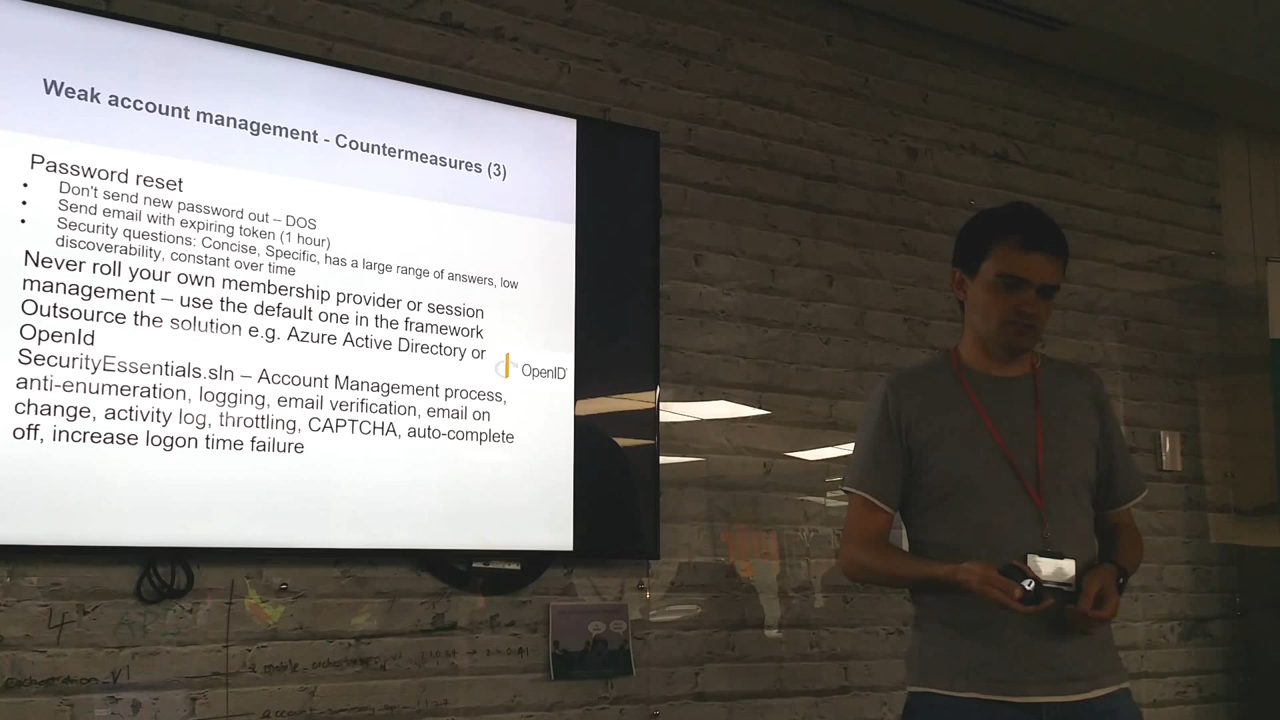 Weak account management - Countermeasures (3)
Password reset
• Don't send new password out – DOS
• Send email with expiring token (1 hour)
• Security questions: Concise, Specific, has a large range of answers, low
discoverability, constant over time
Never roll your own membership provider or session
management – use the default one in the framework
Outsource the solution e.g. Azure Active Directory or
OpenId
OpenID
SecurityEssentials.sln – Account Management process,
anti-enumeration, logging, email verification, email on
change, activity log, throttling, CAPTCHA, auto-complete
off, increase logon time failure
4